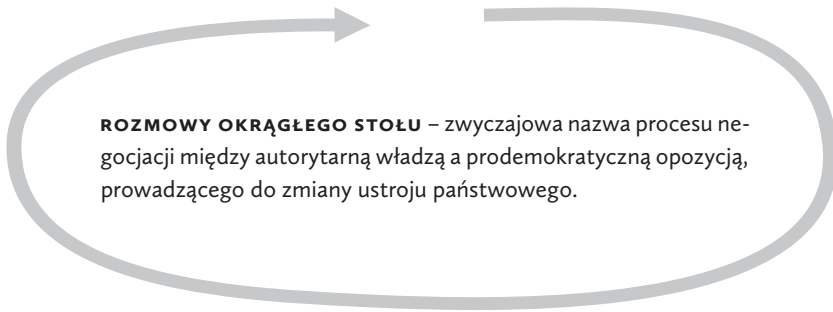 ROZMOWY OKRĄGŁEGO STOŁU – zwyczajowa nazwa procesu ne-
gocjacji między autorytarną władzą a prodemokratyczną opozycją,
prowadzącego do zmiany ustroju państwowego.